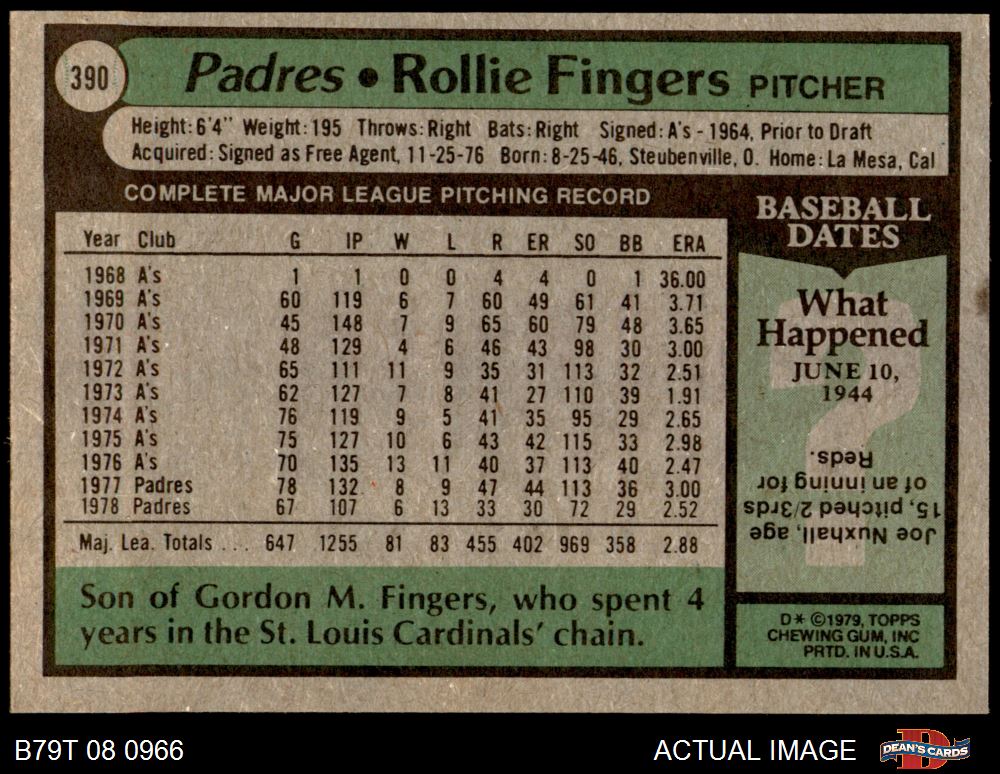 390
Padres • Rollie Fingers PITCHER
Height: 6'4" Weight: 195 Throws: Right Bats: Right Signed: A's - 1964, Prior to Draft
Acquired: Signed as Free Agent, 11-25-76 Born: 8-25-46, Steubenville, O. Home: La Mesa, Cal
COMPLETE MAJOR LEAGUE PITCHING RECORD
Year Club G IP W L R ER SO BB ERA
1968 A's 1 1 0 0 4 4 0 1 36.00
1969 A's 60 119 6 7 60 49 61 41 3.71
1970 A's 45 148 7 9 65 60 79 48 3.65
1971 A's 48 129 4 6 46 43 98 30 3.00
1972 A's 65 111 11 9 35 31 113 32 2.51
1973 A's 62 127 7 8 41 27 110 39 1.91
1974 A's 76 119 9 5 41 35 95 29 2.65
1975 A's 75 127 10 6 43 42 115 33 2.98
1976 A's 70 135 13 11 40 37 113 40 2.47
1977 Padres 78 132 8 9 47 44 113 36 3.00
1978 Padres 67 107 6 13 33 30 72 29 2.52
Maj. Lea. Totals ... 647 1255 81 83 455 402 969 358 2.88
Son of Gordon M. Fingers, who spent 4
years in the St. Louis Cardinals' chain.
BASEBALL
DATES
What
Happened
JUNE 10,
1944
Joe Nuxhall, age
15, pitched 2/3rds
of an inning for
Reds.
D* ©1979, TOPPS
CHEWING GUM, INC
PRTD. IN U.S.A.
B79T 08 0966
ACTUAL IMAGE
DEAN'S CARDS